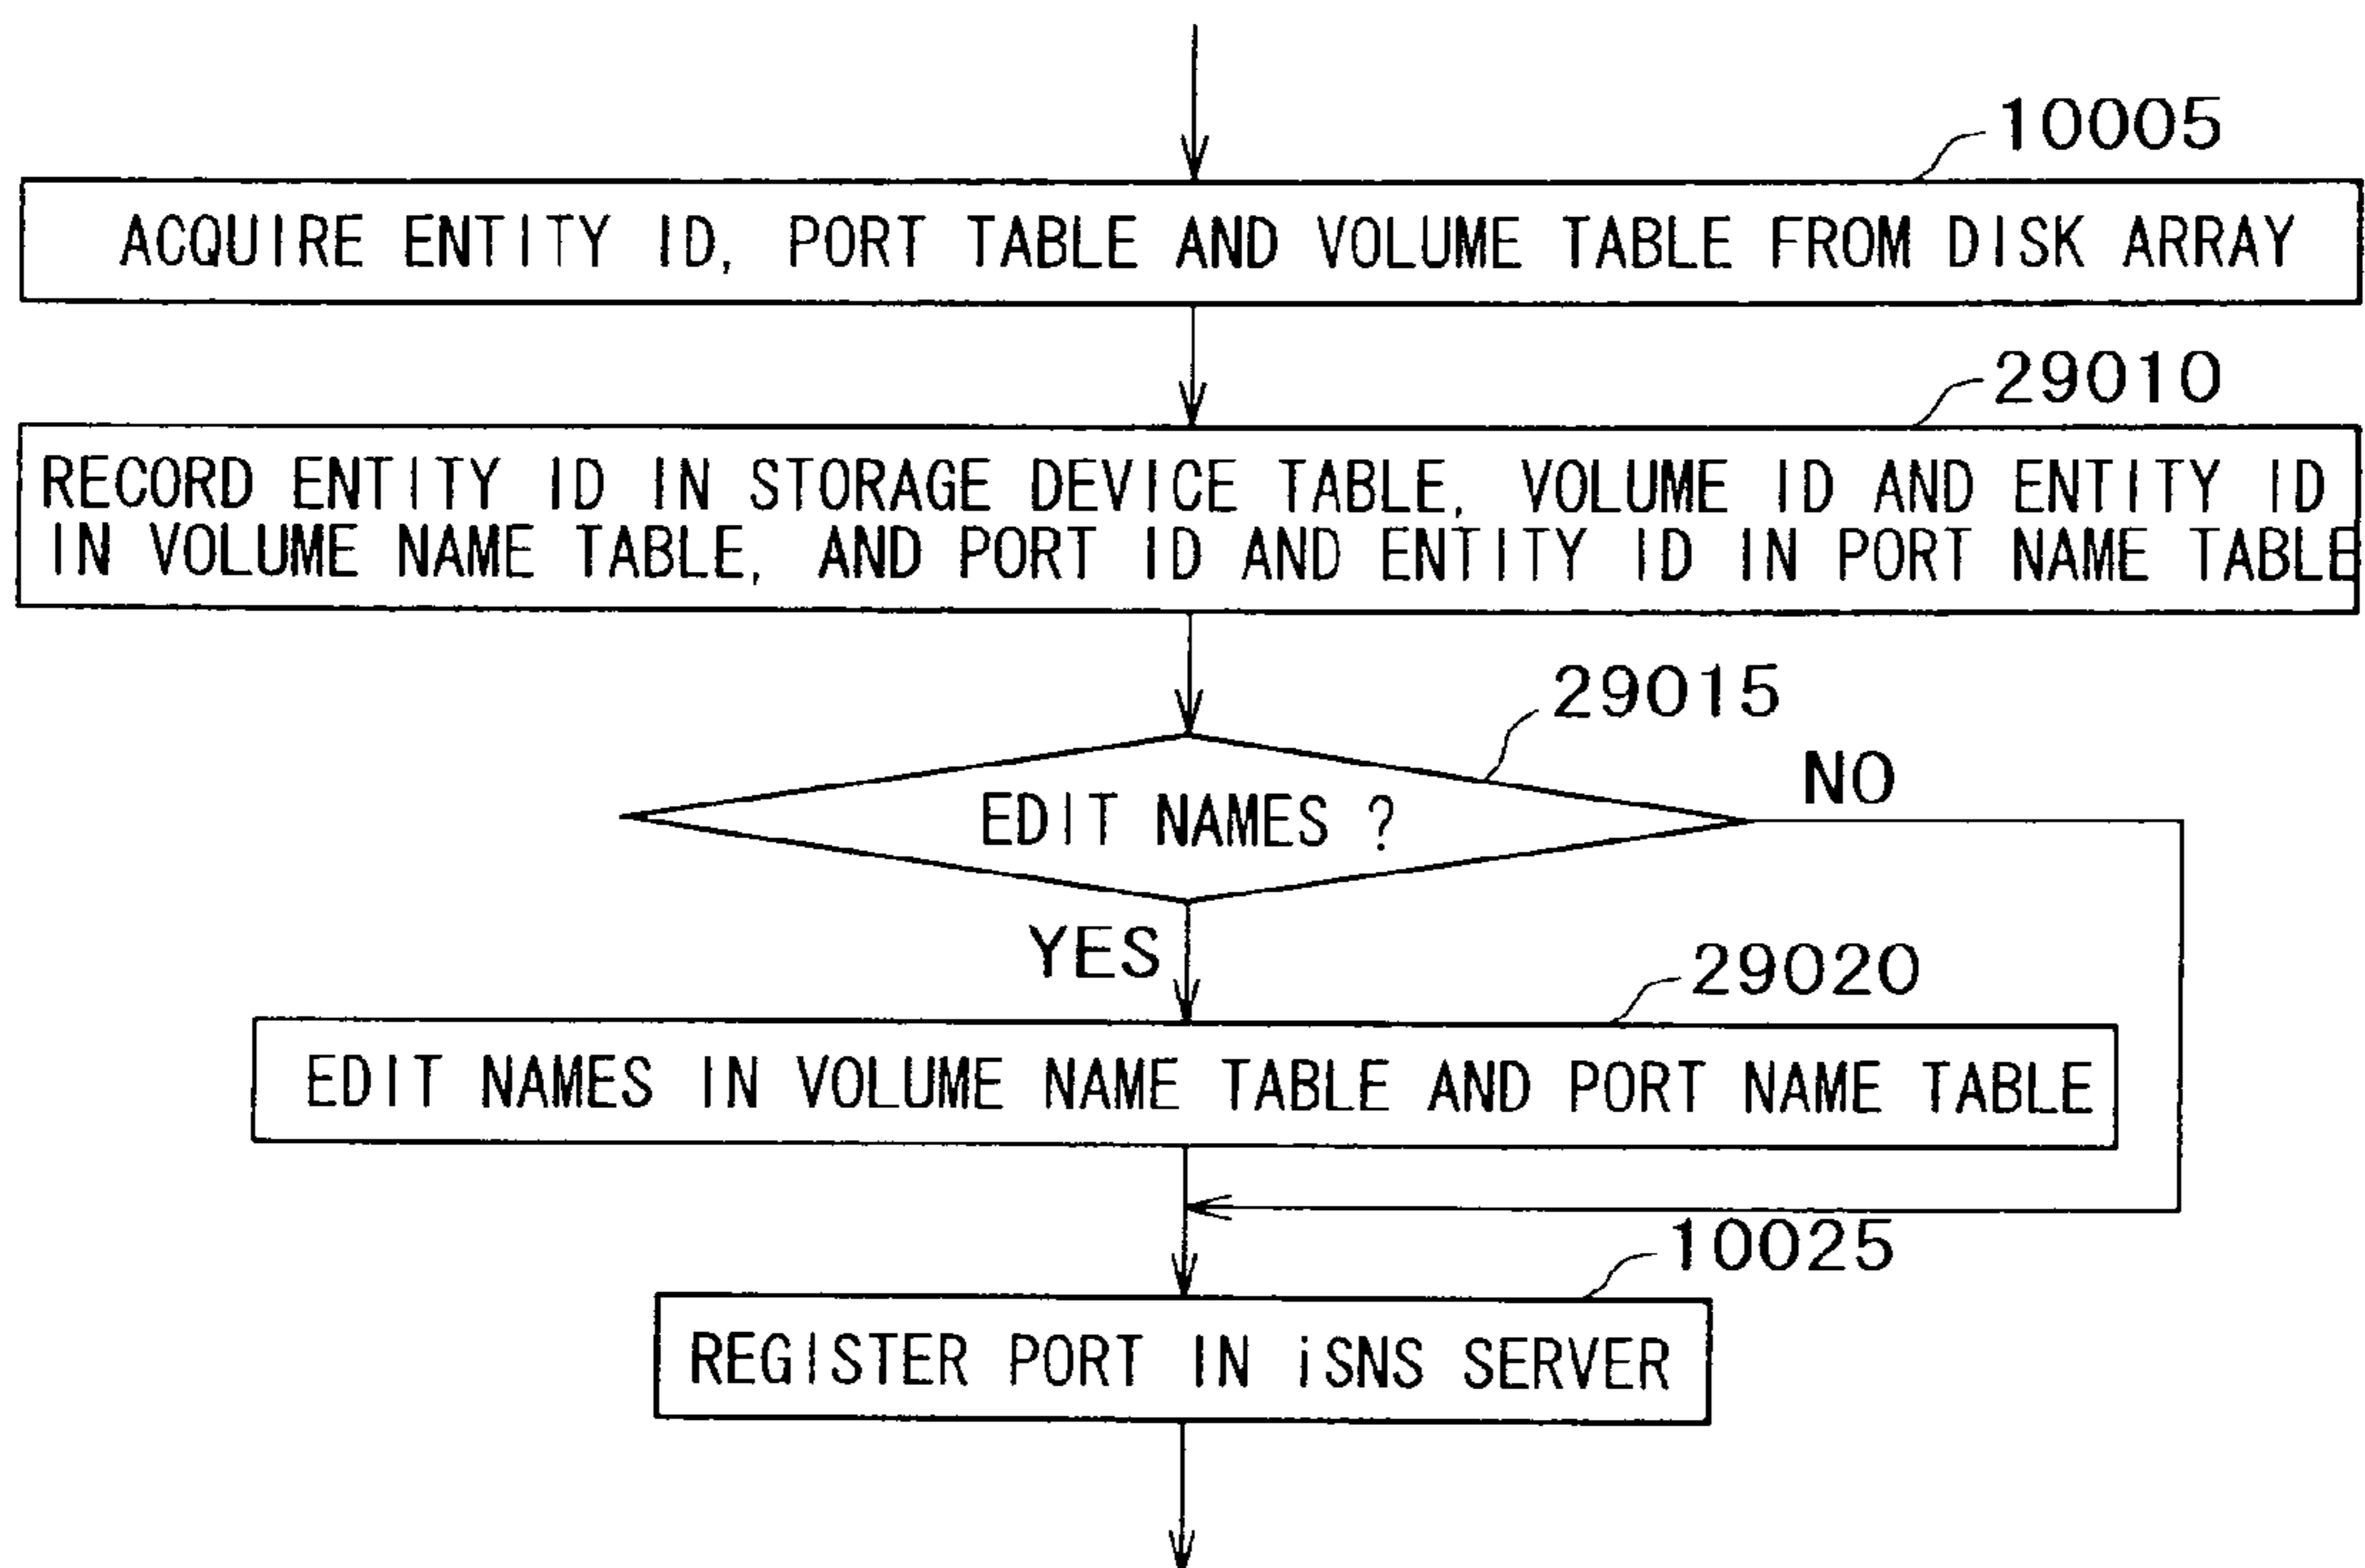 10005
ACQUIRE ENTITY ID, PORT TABLE AND VOLUME TABLE FROM DISK ARRAY
29010
RECORD ENTITY ID IN STORAGE DEVICE TABLE, VOLUME ID AND ENTITY ID
IN VOLUME NAME TABLE, AND PORT ID AND ENTITY ID IN PORT NAME TABLE
29015
NO
EDIT NAMES ?
YES
29020
EDIT NAMES IN VOLUME NAME TABLE AND PORT NAME TABLE
10025
REGISTER PORT IN iSNS SERVER